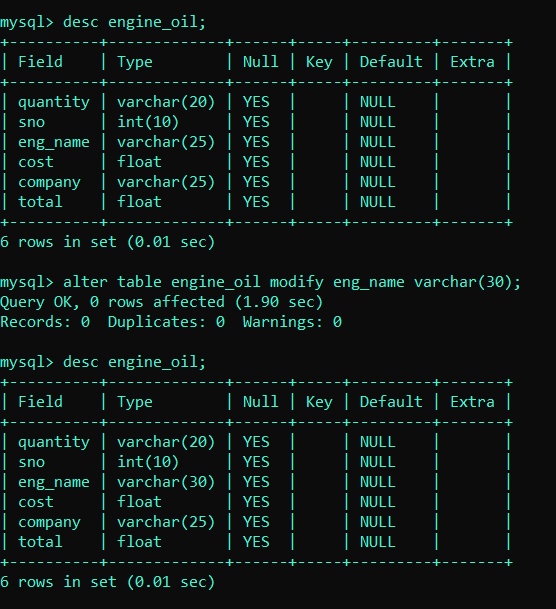 mysql> desc engine_oil;
+----------+-------------+------+-----+---------+-------+
| Field    | Type        | Null | Key | Default | Extra |
+----------+-------------+------+-----+---------+-------+
| quantity | varchar(20) | YES  |     | NULL    |       |
| sno      | int(10)     | YES  |     | NULL    |       |
| eng_name | varchar(25) | YES  |     | NULL    |       |
| cost     | float       | YES  |     | NULL    |       |
| company  | varchar(25) | YES  |     | NULL    |       |
| total    | float       | YES  |     | NULL    |       |
+----------+-------------+------+-----+---------+-------+
6 rows in set (0.01 sec)
mysql> alter table engine_oil modify eng_name varchar(30);
Query OK, 0 rows affected (1.90 sec)
Records: 0  Duplicates: 0  Warnings: 0
mysql> desc engine_oil;
+----------+-------------+------+-----+---------+-------+
| Field    | Type        | Null | Key | Default | Extra |
+----------+-------------+------+-----+---------+-------+
| quantity | varchar(20) | YES  |     | NULL    |       |
| sno      | int(10)     | YES  |     | NULL    |       |
| eng_name | varchar(30) | YES  |     | NULL    |       |
| cost     | float       | YES  |     | NULL    |       |
| company  | varchar(25) | YES  |     | NULL    |       |
| total    | float       | YES  |     | NULL    |       |
+----------+-------------+------+-----+---------+-------+
6 rows in set (0.01 sec)